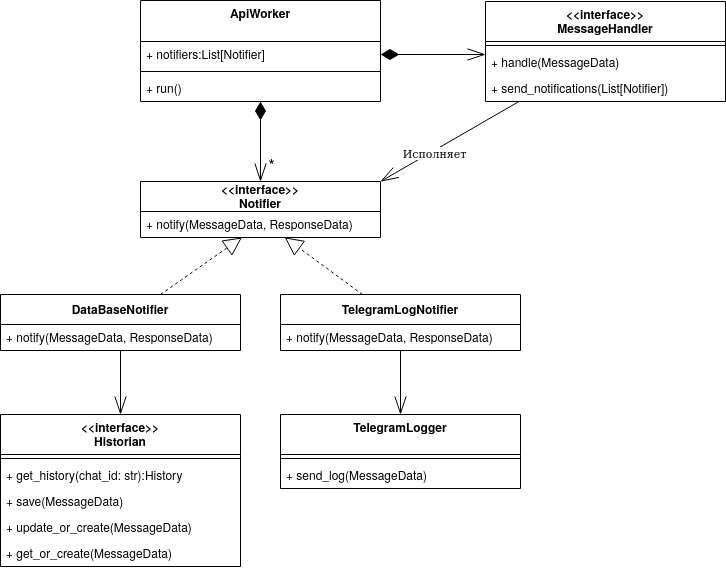 ApiWorker
+ notifiers:List[Notifier]
+ run()
<<interface>>
MessageHandler
+ handle(MessageData)
+ send_notifications(List[Notifier])
Исполняет
*
<<interface>>
Notifier
+ notify(MessageData, ResponseData)
DataBaseNotifier
+ notify(MessageData, ResponseData)
TelegramLogNotifier
+ notify(MessageData, ResponseData)
<<interface>>
Historian
+ get_history(chat_id: str):History
+ save(MessageData)
+ update_or_create(MessageData)
+ get_or_create(MessageData)
TelegramLogger
+ send_log(MessageData)